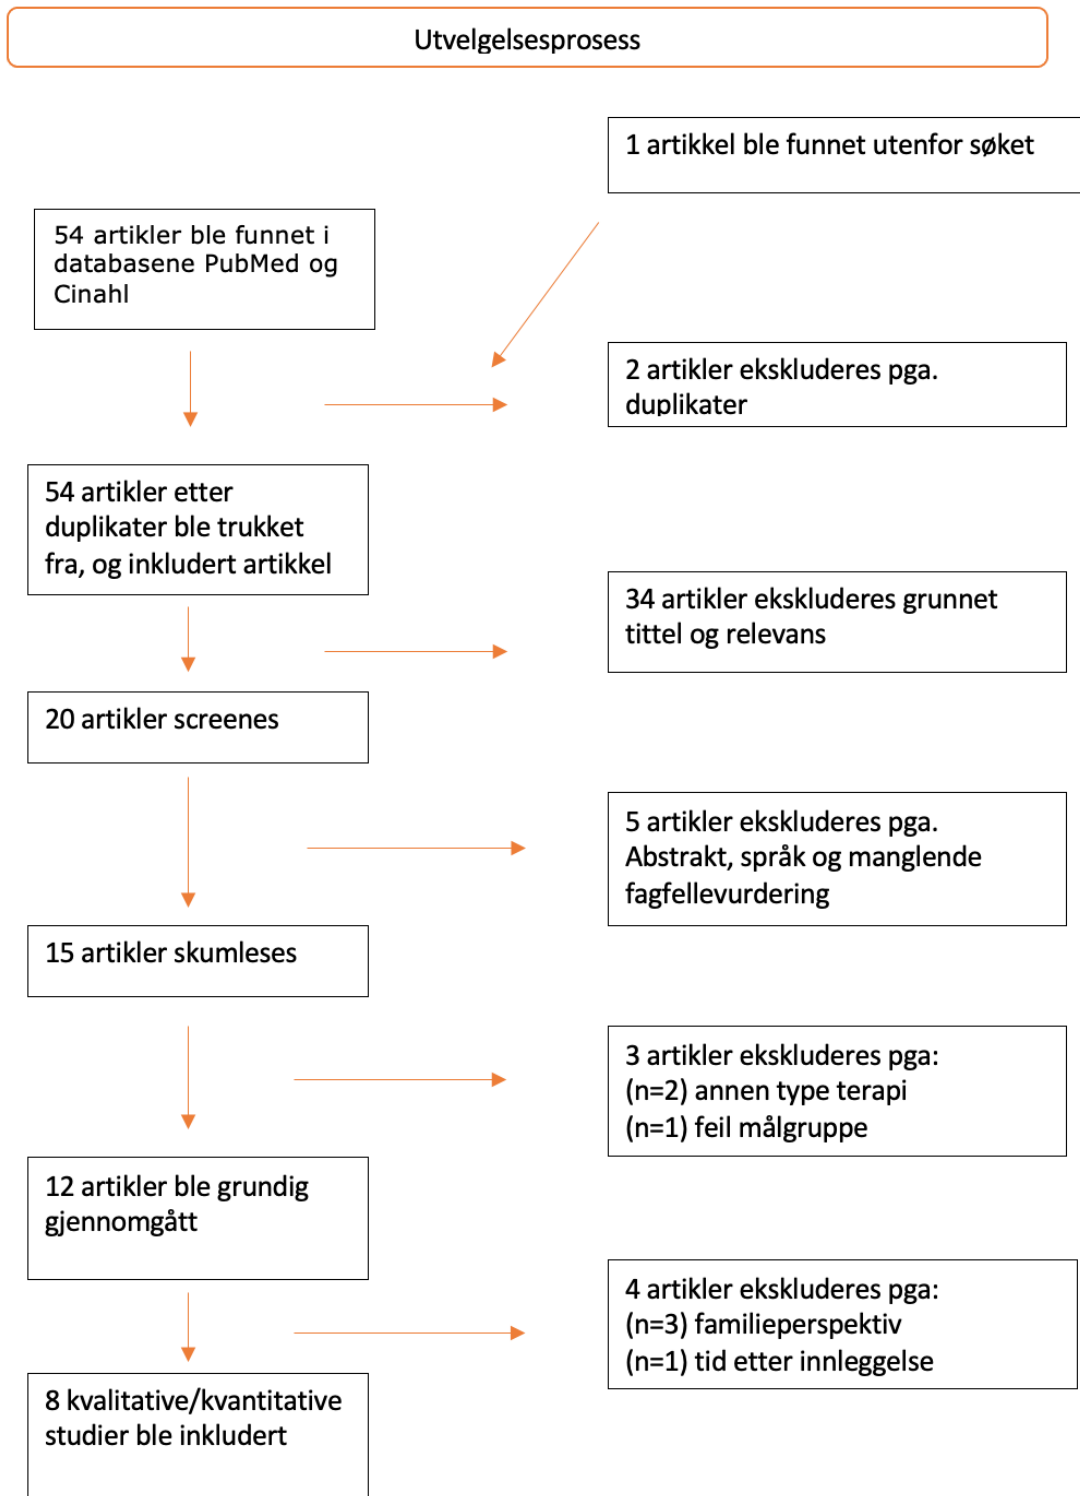 Utvelgelsesprosess
1 artikkel ble funnet utenfor søket
54 artikler ble funnet i
databasene PubMed og
Cinahl
2 artikler ekskluderes pga.
duplikater
54 artikler etter
duplikater ble trukket
fra, og inkludert artikkel
34 artikler ekskluderes grunnet
tittel og relevans
20 artikler screenes
5 artikler ekskluderes pga.
Abstrakt, språk og manglende
fagfellevurdering
15 artikler skumleses
3 artikler ekskluderes pga:
(n=2) annen type terapi
(n=1) feil målgruppe
12 artikler ble grundig
gjennomgått
4 artikler ekskluderes pga:
(n=3) familieperspektiv
(n=1) tid etter innleggelse
8 kvalitative/kvantitative
studier ble inkludert